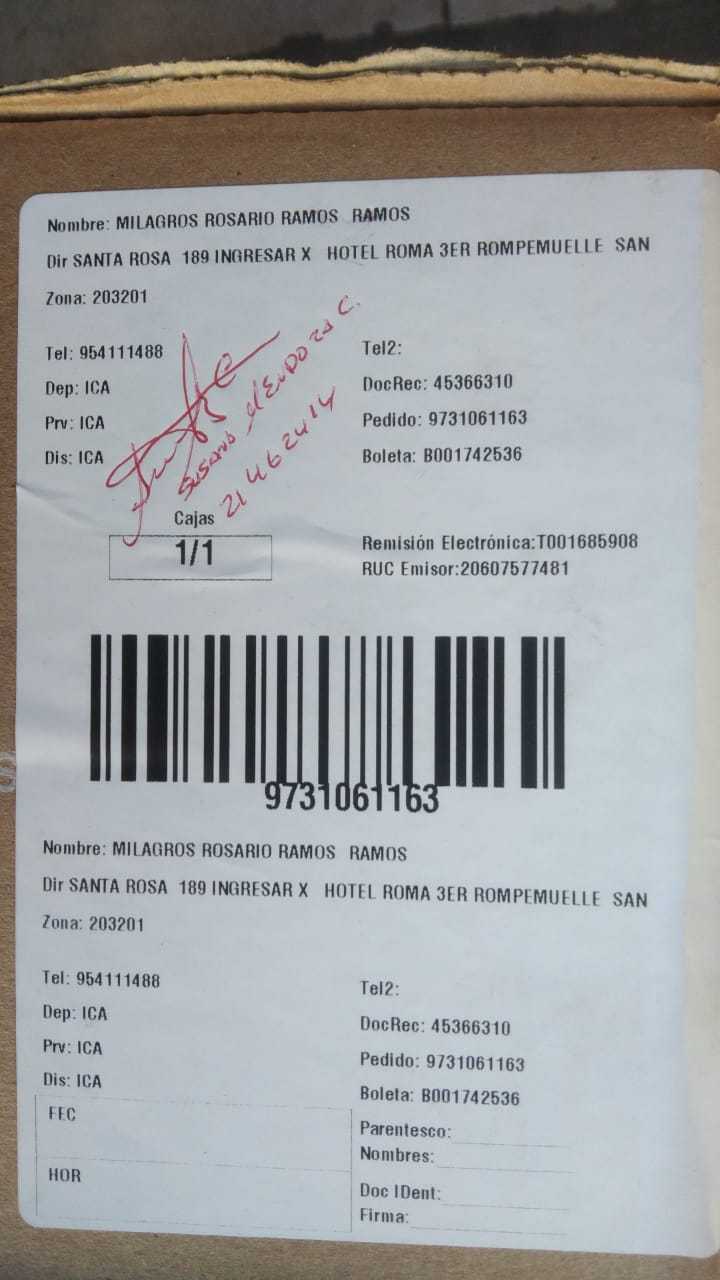 Nombre: MILAGROS ROSARIO RAMOS RAMOS
Dir SANTA ROSA 189 INGRESAR X HOTEL ROMA 3ER ROMPEMUELLE SAN
Zona: 203201
Tel: 954111488
Tel2:
Dep: ICA
DocRec: 45366310
Prv: ICA
Pedido: 9731061163
Dis: ICA
Boleta: B001742536
21462414
Cajas
1/1
Remisión Electrónica:T001685908
RUC Emisor:20607577481
9731061163
Nombre: MILAGROS ROSARIO RAMOS RAMOS
Dir SANTA ROSA 189 INGRESAR X HOTEL ROMA 3ER ROMPEMUELLE SAN
Zona: 203201
Tel: 954111488
Tel2:
Dep: ICA
DocRec: 45366310
Prv: ICA
Pedido: 9731061163
Dis: ICA
Boleta: B001742536
FEC
Parentesco:
Nombres:
HOR
Doc IDent:
Firma: